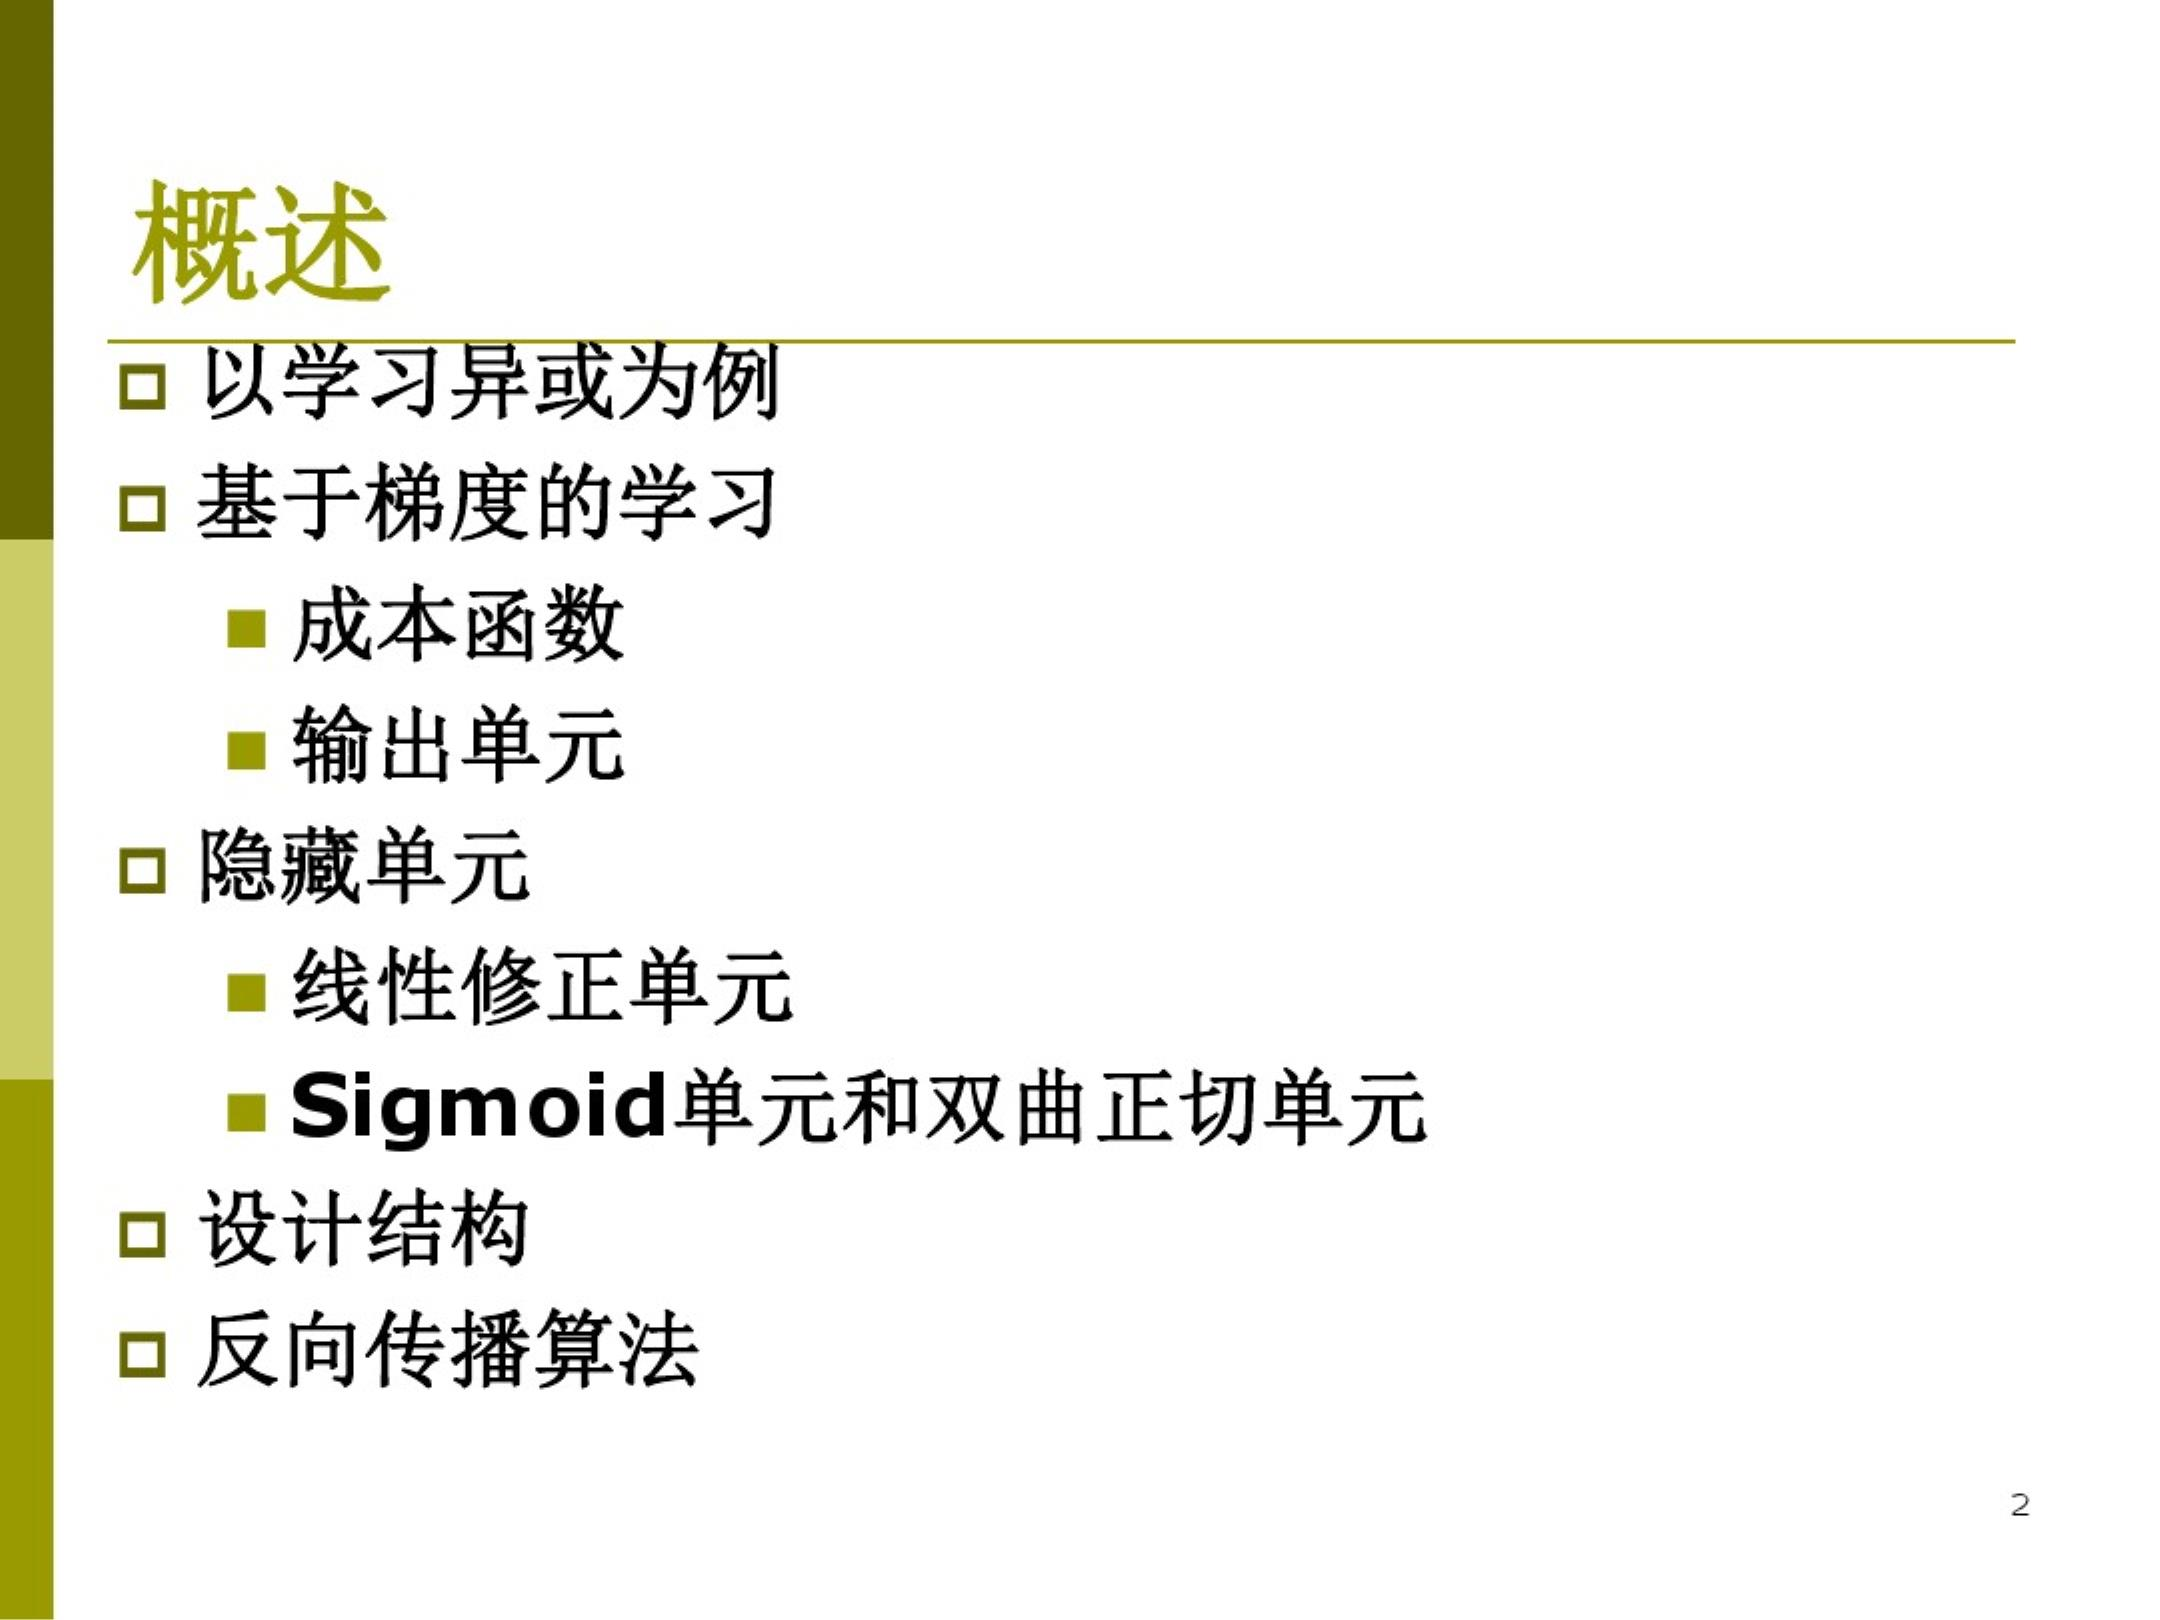 概述
以学习异或为例
基于梯度的学习
成本函数
输出单元
隐藏单元
线性修正单元
Sigmoid单元和双曲正切单元
设计结构
反向传播算法
2